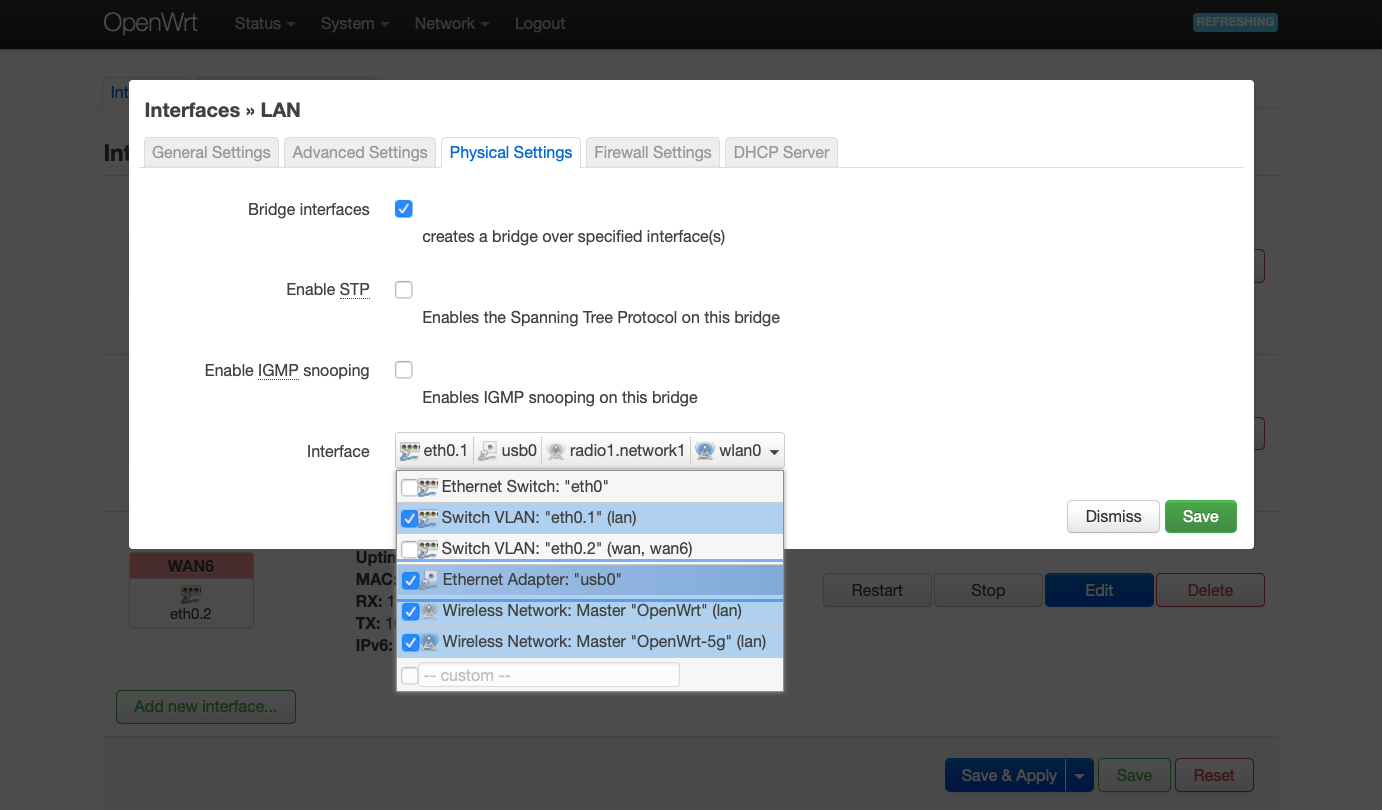 OpenWrt Status System Network Logout REFRESHING
Int
Interfaces » LAN
Int
General Settings Advanced Settings Physical Settings Firewall Settings DHCP Server
Bridge interfaces
creates a bridge over specified interface(s)
Enable STP
Enables the Spanning Tree Protocol on this bridge
Enable IGMP snooping
Enables IGMP snooping on this bridge
Interface eth0.1 usb0 radio1.network1 wlan0
Ethernet Switch: "eth0"
Switch VLAN: "eth0.1" (lan)
Switch VLAN: "eth0.2" (wan, wan6)
Ethernet Adapter: "usb0"
Wireless Network: Master "OpenWrt" (lan)
Wireless Network: Master "OpenWrt-5g" (lan)
-- custom --
Dismiss Save
WAN6
eth0.2
Uptim
MAC:
RX: 1
TX: 1
IPv6:
Restart Stop Edit Delete
Add new interface...
Save & Apply Save Reset